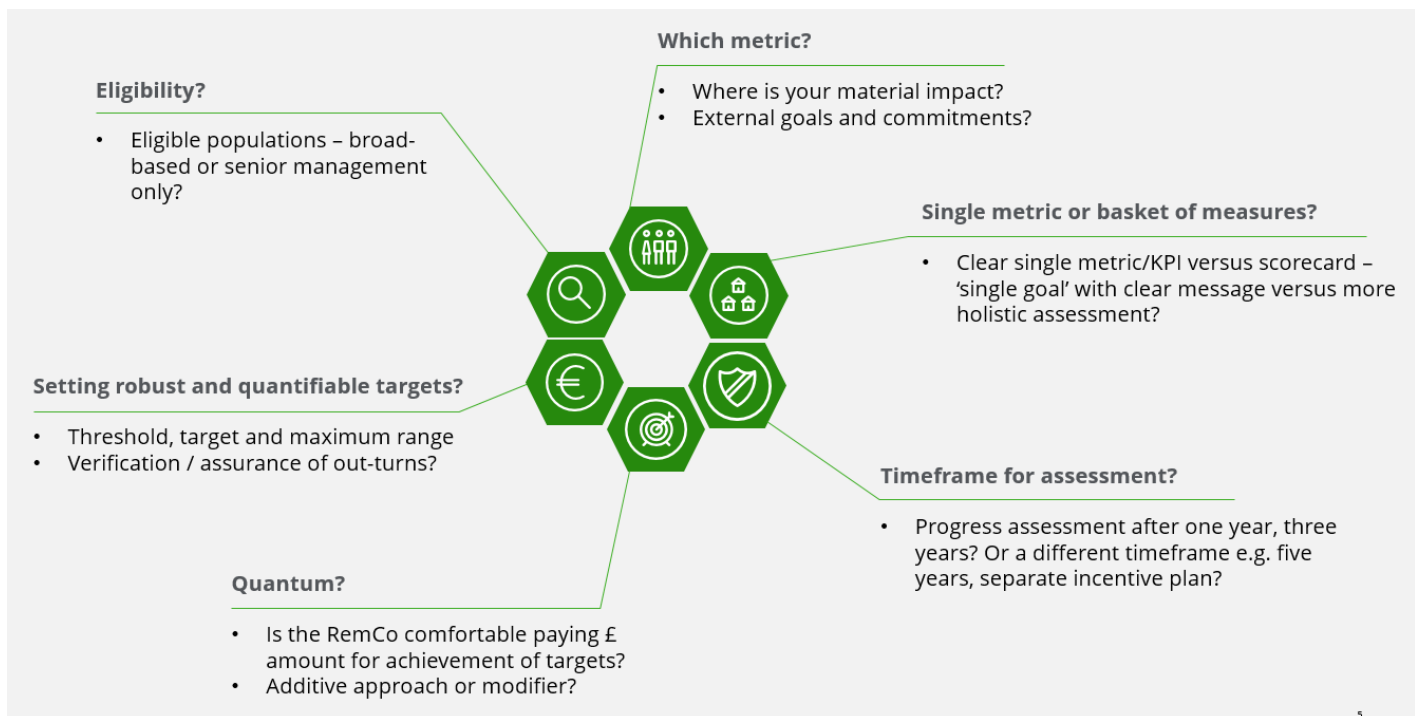 Which metric?
• Where is your material impact?
• External goals and commitments?
Eligibility?
• Eligible populations – broad-
based or senior management
only?
Single metric or basket of measures?
• Clear single metric/KPI versus scorecard –
‘single goal’ with clear message versus more
holistic assessment?
Setting robust and quantifiable targets?
• Threshold, target and maximum range
• Verification / assurance of out-turns?
Timeframe for assessment?
• Progress assessment after one year, three
years? Or a different timeframe e.g. five
years, separate incentive plan?
Quantum?
• Is the RemCo comfortable paying £
amount for achievement of targets?
• Additive approach or modifier?
€
5